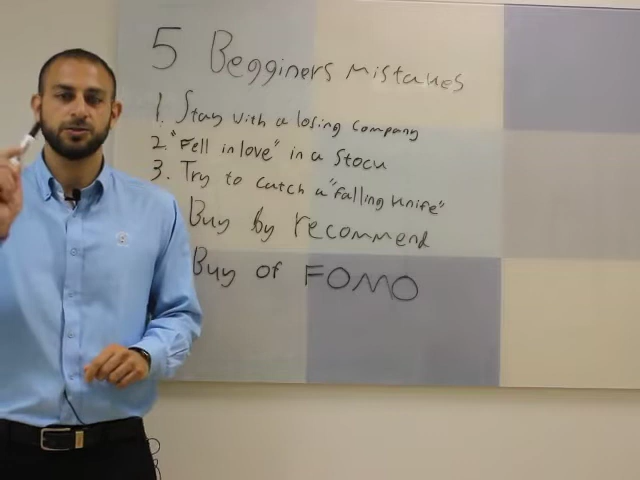 5 Begginers mistakes
1. Stay with a losing company
2. "Fell in love" in a Stock
3. Try to catch a "falling knife"
Buy by recommend
Buy of FOMO